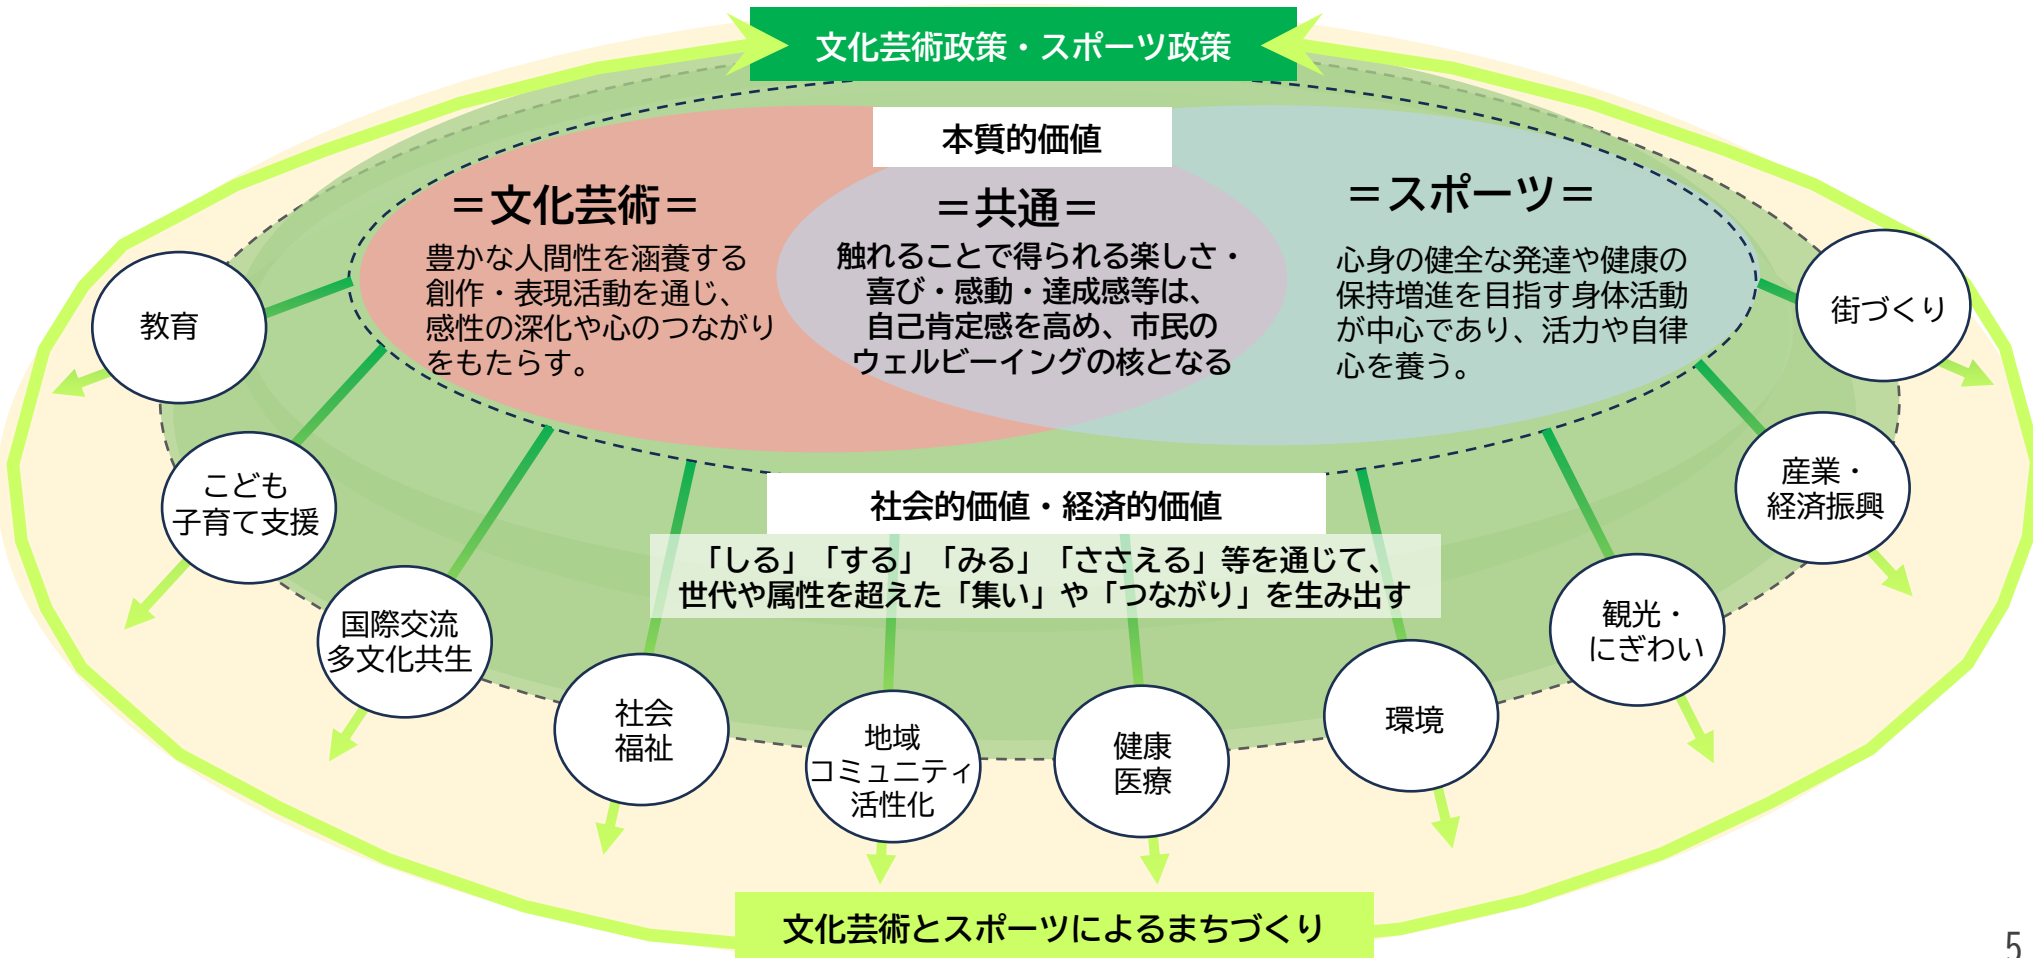 文化芸術政策・スポーツ政策
本質的価値
＝文化芸術＝
豊かな人間性を涵養する
創作・表現活動を通じ、
感性の深化や心のつながり
をもたらす。
＝共通＝
触れることで得られる楽しさ・
喜び・感動・達成感等は、
自己肯定感を高め、市民の
ウェルビーイングの核となる
＝スポーツ＝
心身の健全な発達や健康の
保持増進を目指す身体活動
が中心であり、活力や自律
心を養う。
社会的価値・経済的価値
「しる」「する」「みる」「ささえる」等を通じて、
世代や属性を超えた「集い」や「つながり」を生み出す
教育
こども
子育て支援
国際交流
多文化共生
社会
福祉
地域
コミュニティ
活性化
健康
医療
環境
観光・
にぎわい
産業・
経済振興
街づくり
文化芸術とスポーツによるまちづくり
5